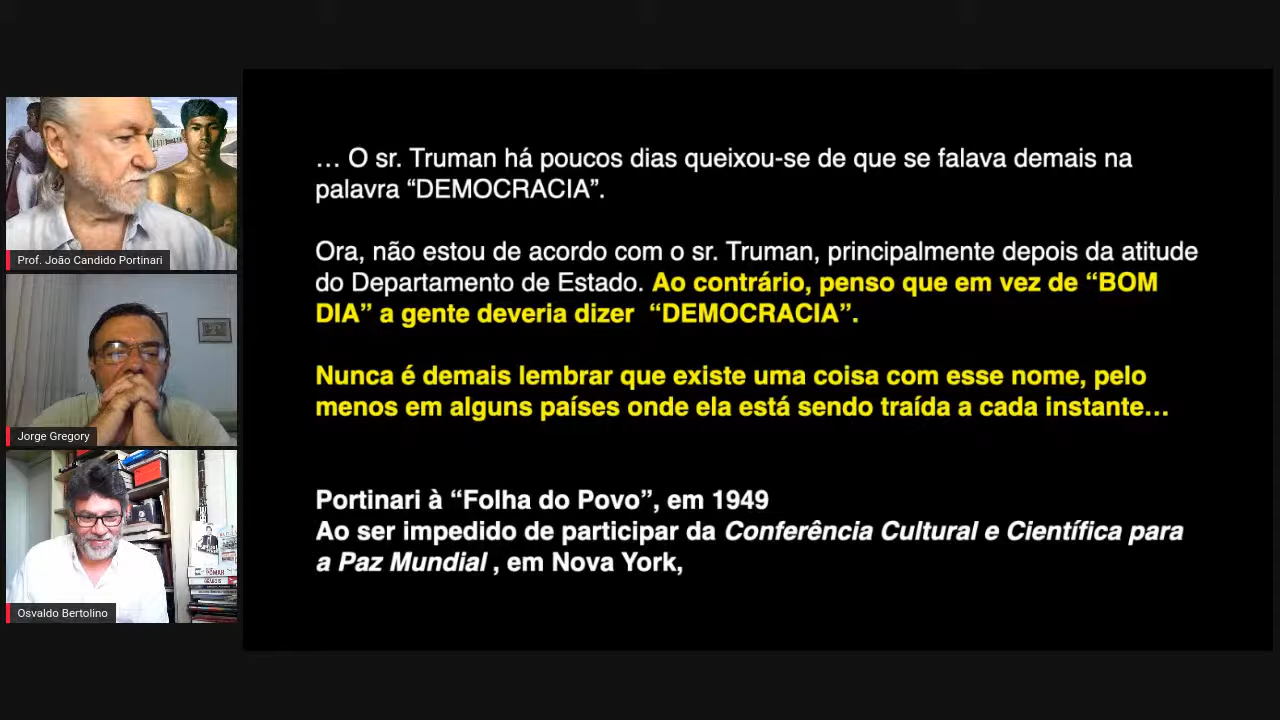 … O sr. Truman há poucos dias queixou-se de que se falava demais na
palavra “DEMOCRACIA”.
Ora, não estou de acordo com o sr. Truman, principalmente depois da atitude
do Departamento de Estado. Ao contrário, penso que em vez de “BOM
DIA” a gente deveria dizer “DEMOCRACIA”.
Nunca é demais lembrar que existe uma coisa com esse nome, pelo
menos em alguns países onde ela está sendo traída a cada instante…
Portinari à “Folha do Povo”, em 1949
Ao ser impedido de participar da Conferência Cultural e Científica para
a Paz Mundial , em Nova York,
Prof. João Candido Portinari
Jorge Gregory
Osvaldo Bertolino